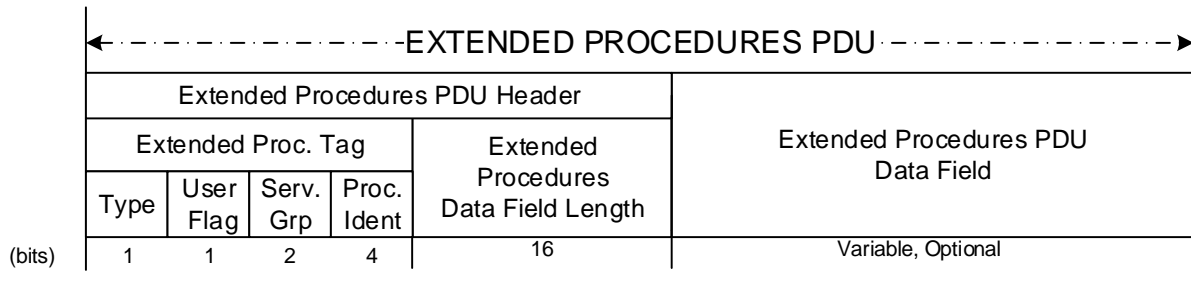 EXTENDED PROCEDURES PDU
Extended Procedures PDU Header
Extended Proc. Tag
Type
User
Flag
Serv.
Grp
Proc.
Ident
Extended
Procedures
Data Field Length
Extended Procedures PDU
Data Field
(bits) 1 1 2 4 16 Variable, Optional